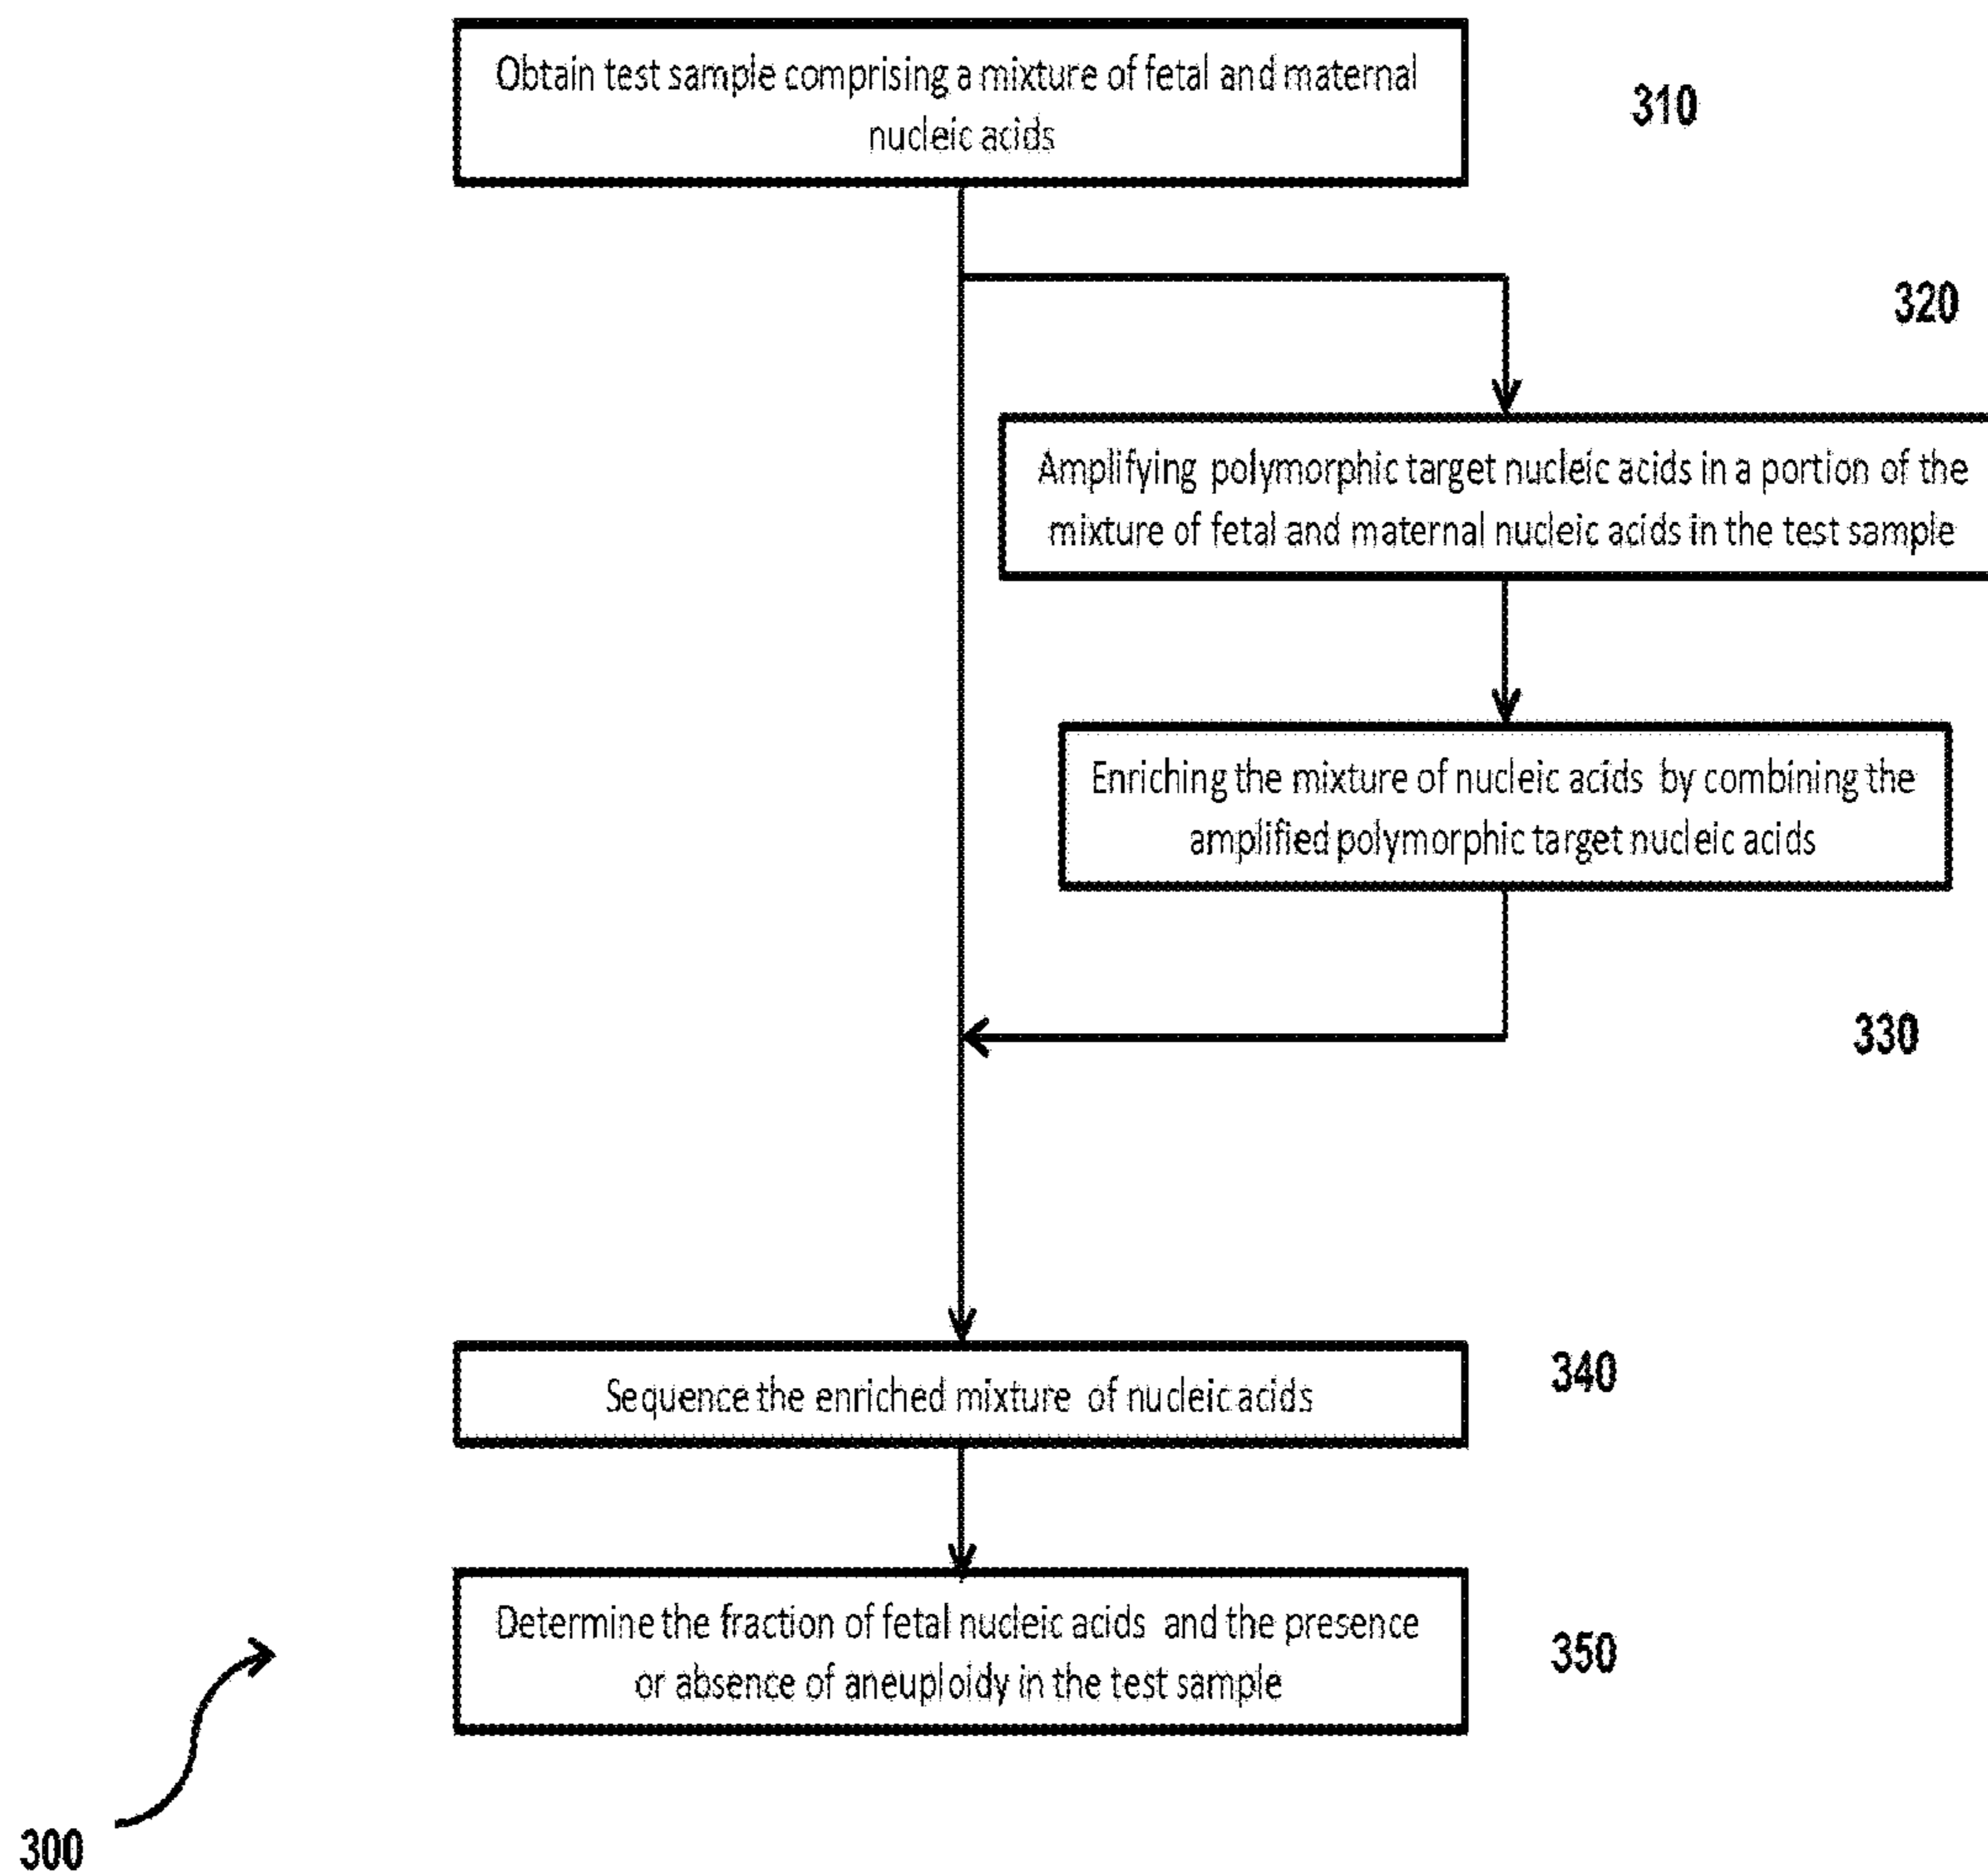 Obtain test sample comprising a mixture of fetal and maternal
nucleic acids
310
320
Amplifying polymorphic target nucleic acids in a portion of the
mixture of fetal and maternal nucleic acids in the test sample
Enriching the mixture of nucleic acids by combining the
amplified polymorphic target nucleic acids
330
Sequence the enriched mixture of nucleic acids
340
Determine the fraction of fetal nucleic acids and the presence
or absence of aneuploidy in the test sample
350
300